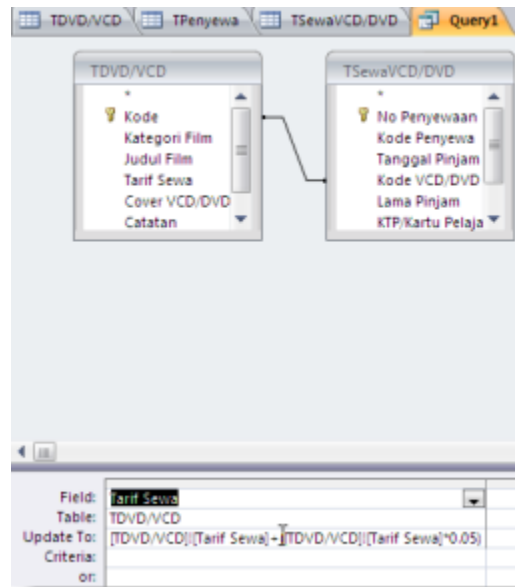 TDVD/VCD TPenyewa TSewaVCD/DVD Query1
TDVD/VCD
*
Kode
Kategori Film
Judul Film
Tarif Sewa
Cover VCD/DVD
Catatan
TSewaVCD/DVD
*
No Penyewaan
Kode Penyewa
Tanggal Pinjam
Kode VCD/DVD
Lama Pinjam
KTP/Kartu Pelaja
Field: Tarif Sewa
Table: TDVD/VCD
Update To: [TDVD/VCD]![Tarif Sewa]+([TDVD/VCD]![Tarif Sewa]*0.05)
Criteria:
or: